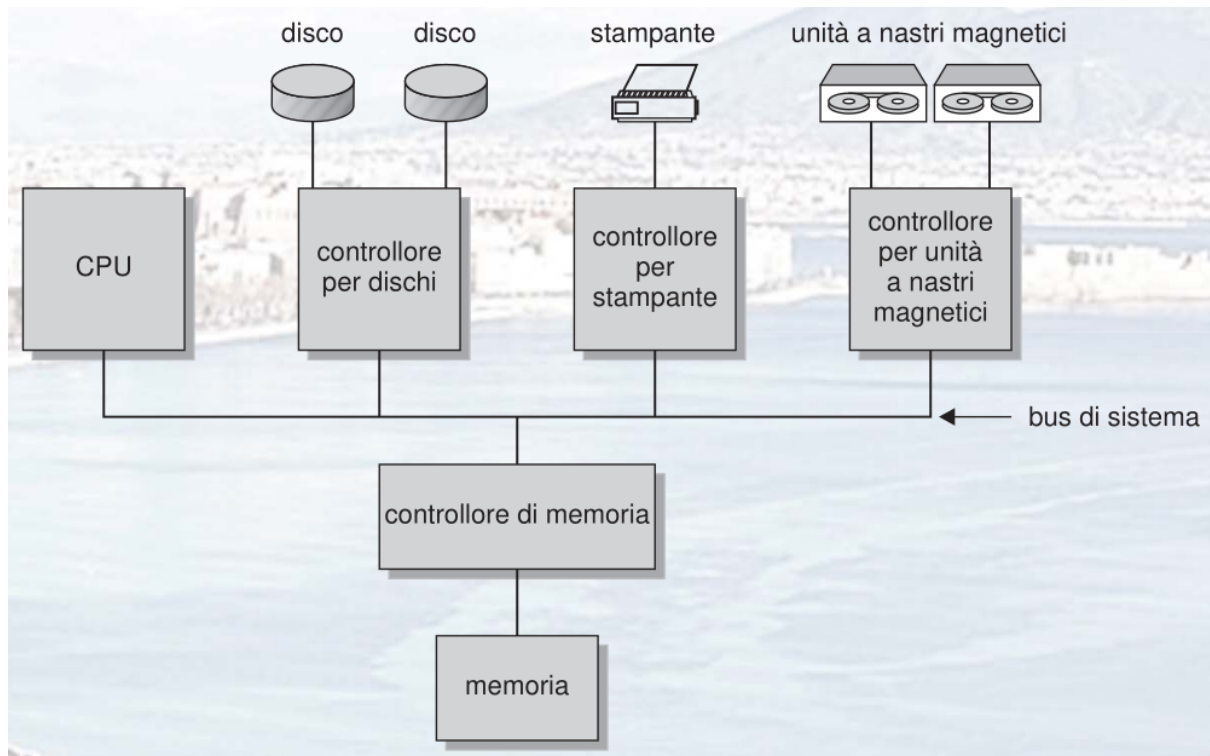 disco
disco
stampante
unità a nastri magnetici
CPU
controllore
per dischi
controllore
per
stampante
controllore
per unità
a nastri
magnetici
bus di sistema
controllore di memoria
memoria